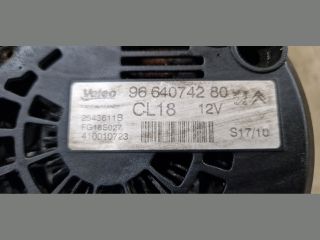 Valeo 96 640742 80
CL18 12V
2543611B
FG18S027
410010723
S17/10